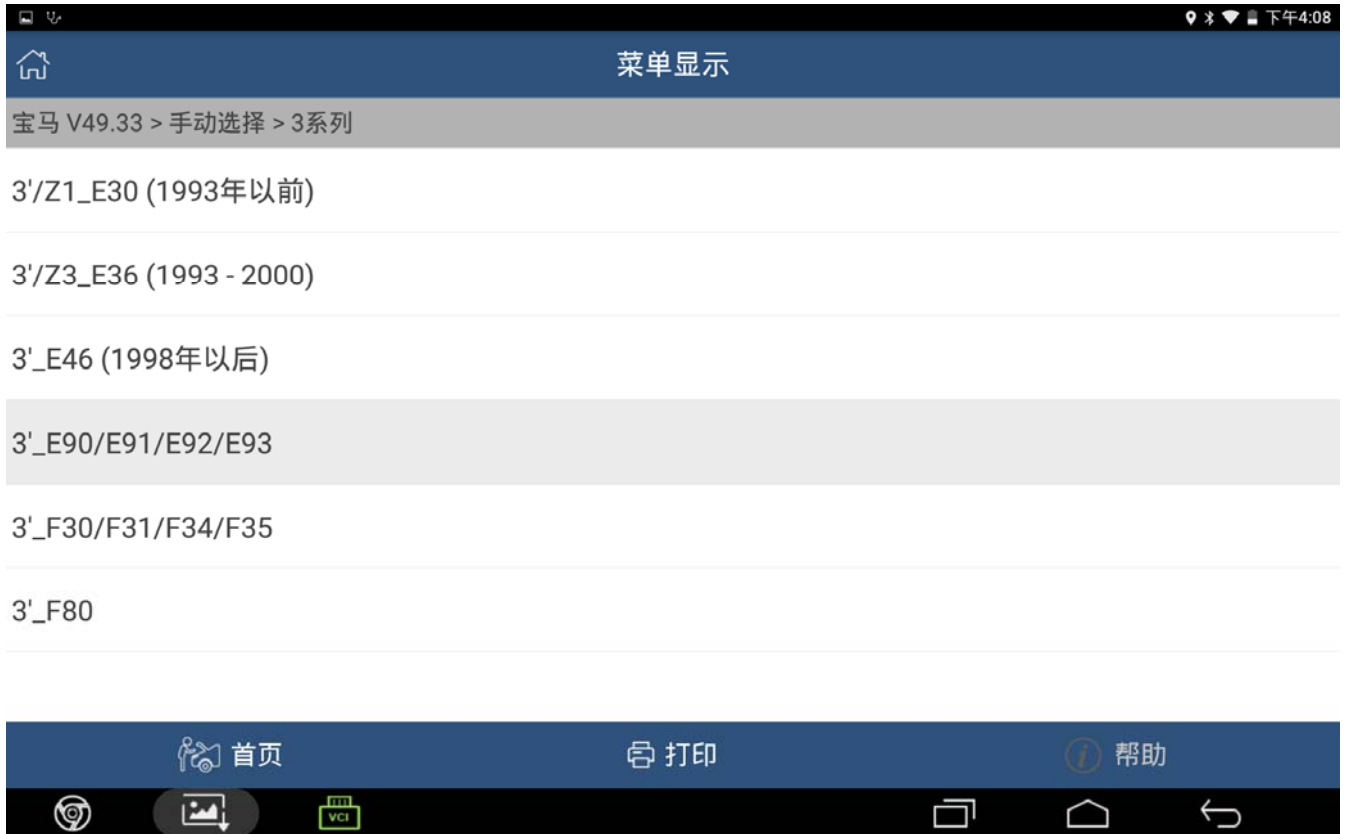 下午4:08
菜单显示
宝马 V49.33 > 手动选择 > 3系列
3'/Z1_E30 (1993年以前)
3'/Z3_E36 (1993 - 2000)
3'_E46 (1998年以后)
3'_E90/E91/E92/E93
3'_F30/F31/F34/F35
3'_F80
首页 打印 帮助
VCI